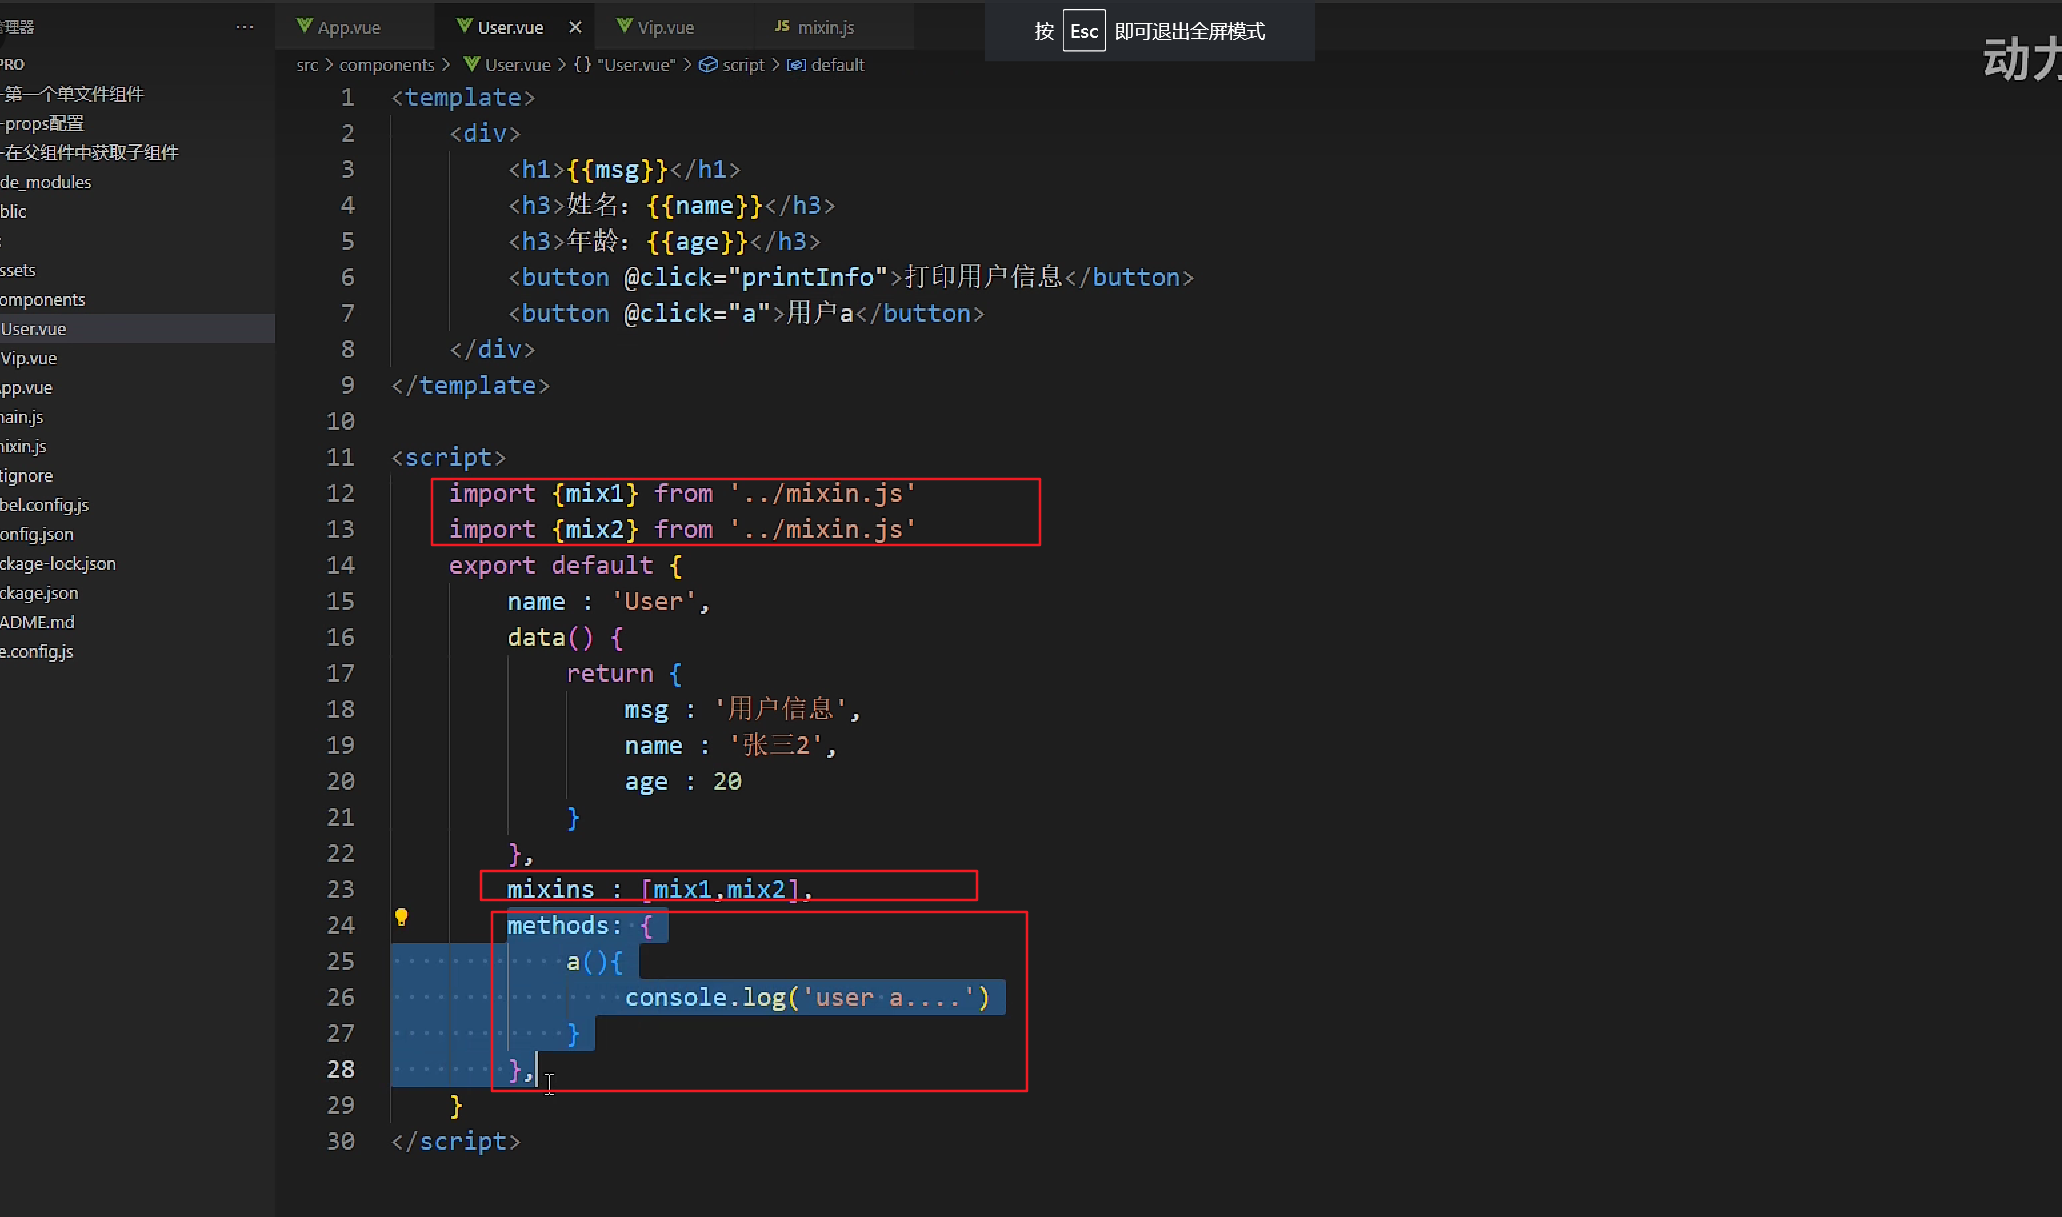 管理器 ··· App.vue User.vue × Vip.vue JS mixin.js 按 Esc 即可退出全屏模式
动力
src > components > User.vue > {} "User.vue" > script > default
PRO
-第一个单文件组件
-props配置
-在父组件中获取子组件
de_modules
blic
ssets
omponents
User.vue
Vip.vue
pp.vue
nain.js
nixin.js
tignore
bel.config.js
onfig.json
ckage-lock.json
ckage.json
ADME.md
e.config.js
1 <template>
2 <div>
3 <h1>{{msg}}</h1>
4 <h3>姓名：{{name}}</h3>
5 <h3>年龄：{{age}}</h3>
6 <button @click="printInfo">打印用户信息</button>
7 <button @click="a">用户a</button>
8 </div>
9 </template>
10
11 <script>
12 import {mix1} from '../mixin.js'
13 import {mix2} from '../mixin.js'
14 export default {
15 name : 'User',
16 data() {
17 return {
18 msg : '用户信息',
19 name : '张三2',
20 age : 20
21 }
22 },
23 mixins : [mix1,mix2],
24 methods: {
25 a(){
26 console.log('user a....')
27 }
28 },
29 }
30 </script>